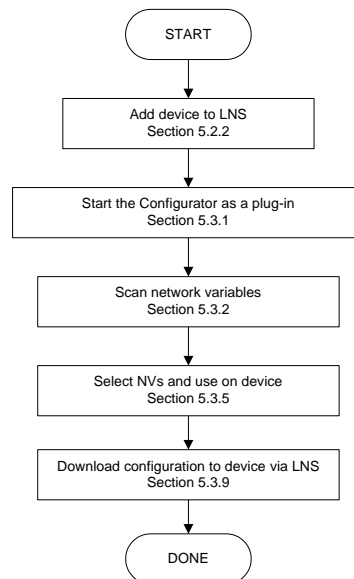 START
Add device to LNS
Section 5.2.2
Start the Configurator as a plug-in
Section 5.3.1
Scan network variables
Section 5.3.2
Select NVs and use on device
Section 5.3.5
Download configuration to device via LNS
Section 5.3.9
DONE